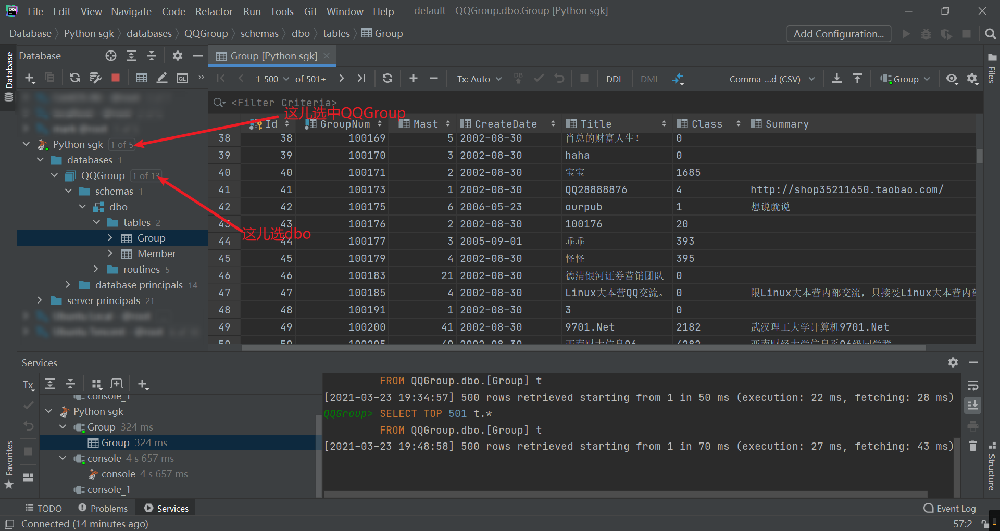 File Edit View Navigate Code Refactor Run Tools Git Window Help default - QQGroup.dbo.Group [Python sgk]
Database Python sgk databases QQGroup schemas dbo tables Group Add Configuration...
Database
Group [Python sgk]
1-500 of 501+ Tx: Auto DB DDL DML Comma-...d (CSV) Group
QL
<Filter Criteria>
这儿选中QQGroup
Id GroupNum Mast CreateDate Title Class Summary
38 38 100169 5 2002-08-30 肖总的财富人生! 0
39 39 100170 3 2002-08-30 haha 0
40 40 100171 2 2002-08-30 宝宝 1685
41 41 100173 1 2002-08-30 QQ28888876 4 http://shop35211650.taobao.com/
42 42 100175 6 2006-05-23 ourpub 1 想说就说
43 43 100176 2 2002-08-30 100176 20
44 44 100177 3 2005-09-01 乖乖 393
45 45 100179 4 2002-08-30 怪怪 395
46 46 100183 21 2002-08-30 德清银河证券营销团队 0
47 47 100185 4 2002-08-30 Linux大本营QQ交流。 0 限Linux大本营内部交流，只接受Linux大本营内部
48 48 100191 1 2002-08-30 3 0
49 49 100200 41 2002-08-30 9701.Net 2182 武汉理工大学计算机9701.Net
这儿选dbo
Python sgk 1 of 5
databases 1
QQGroup 1 of 13
schemas 1
dbo
tables 2
Group
Member
routines 5
database principals 14
server principals 21
Services
Tx
console_1
Python sgk
Group 324 ms
Group 324 ms
console 4 s 657 ms
console 4 s 657 ms
console_1
FROM QQGroup.dbo.[Group] t
[2021-03-23 19:34:57] 500 rows retrieved starting from 1 in 50 ms (execution: 22 ms, fetching: 28 ms)
QQGroup> SELECT TOP 501 t.*
FROM QQGroup.dbo.[Group] t
[2021-03-23 19:48:58] 500 rows retrieved starting from 1 in 70 ms (execution: 27 ms, fetching: 43 ms)
Database
Favorites
Files
Structure
TODO Problems Services Event Log
Connected (14 minutes ago) 57:2